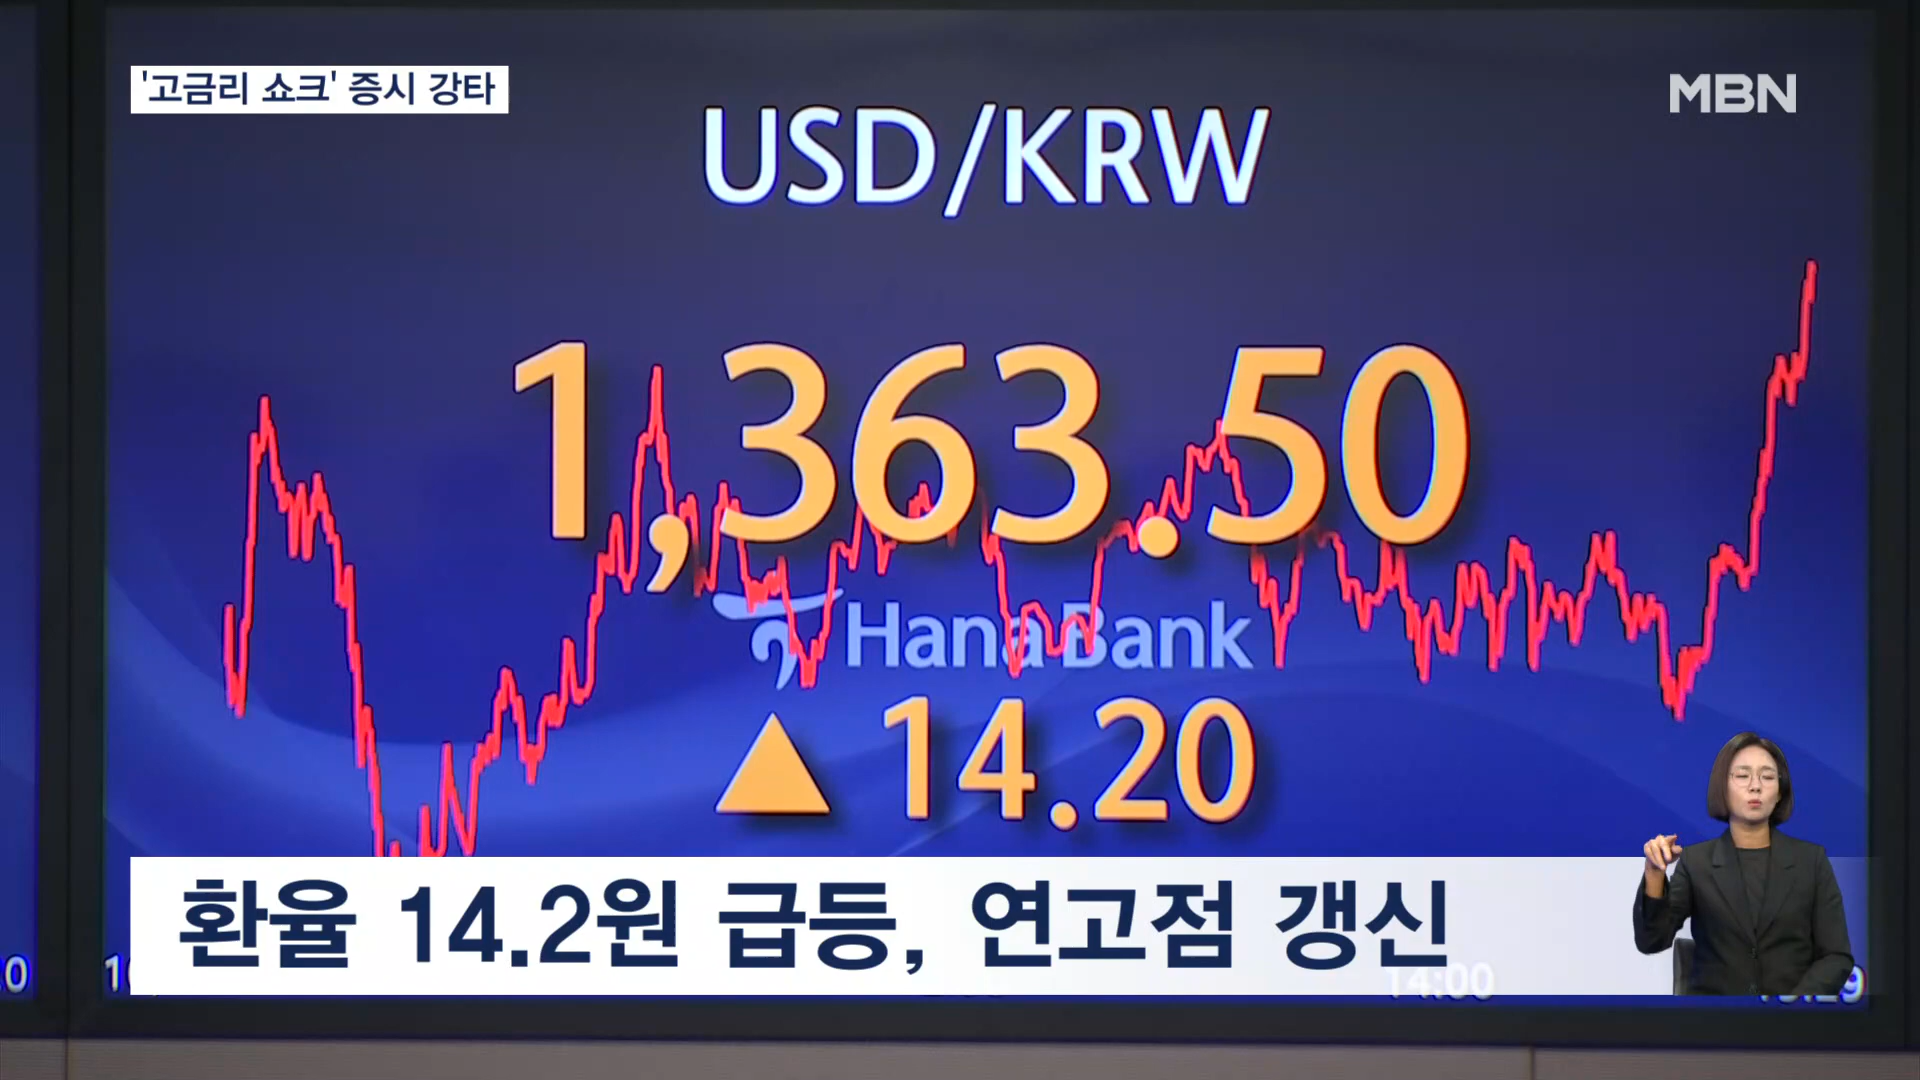 '고금리 쇼크' 증시 강타
MBN
USD/KRW
1,363.50
Hana Bank
▲ 14.20
환율 14.2원 급등, 연고점 갱신
14:00